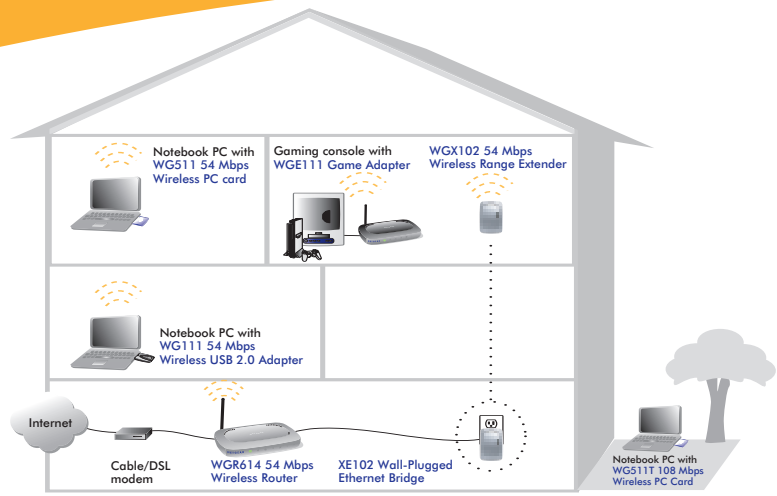 Notebook PC with
WG511 54 Mbps
Wireless PC card
Gaming console with
WGE111 Game Adapter
WGX102 54 Mbps
Wireless Range Extender
Notebook PC with
WG111 54 Mbps
Wireless USB 2.0 Adapter
Internet
Cable/DSL
modem
WGR614 54 Mbps
Wireless Router
XE102 Wall-Plugged
Ethernet Bridge
Notebook PC with
WG511T 108 Mbps
Wireless PC Card